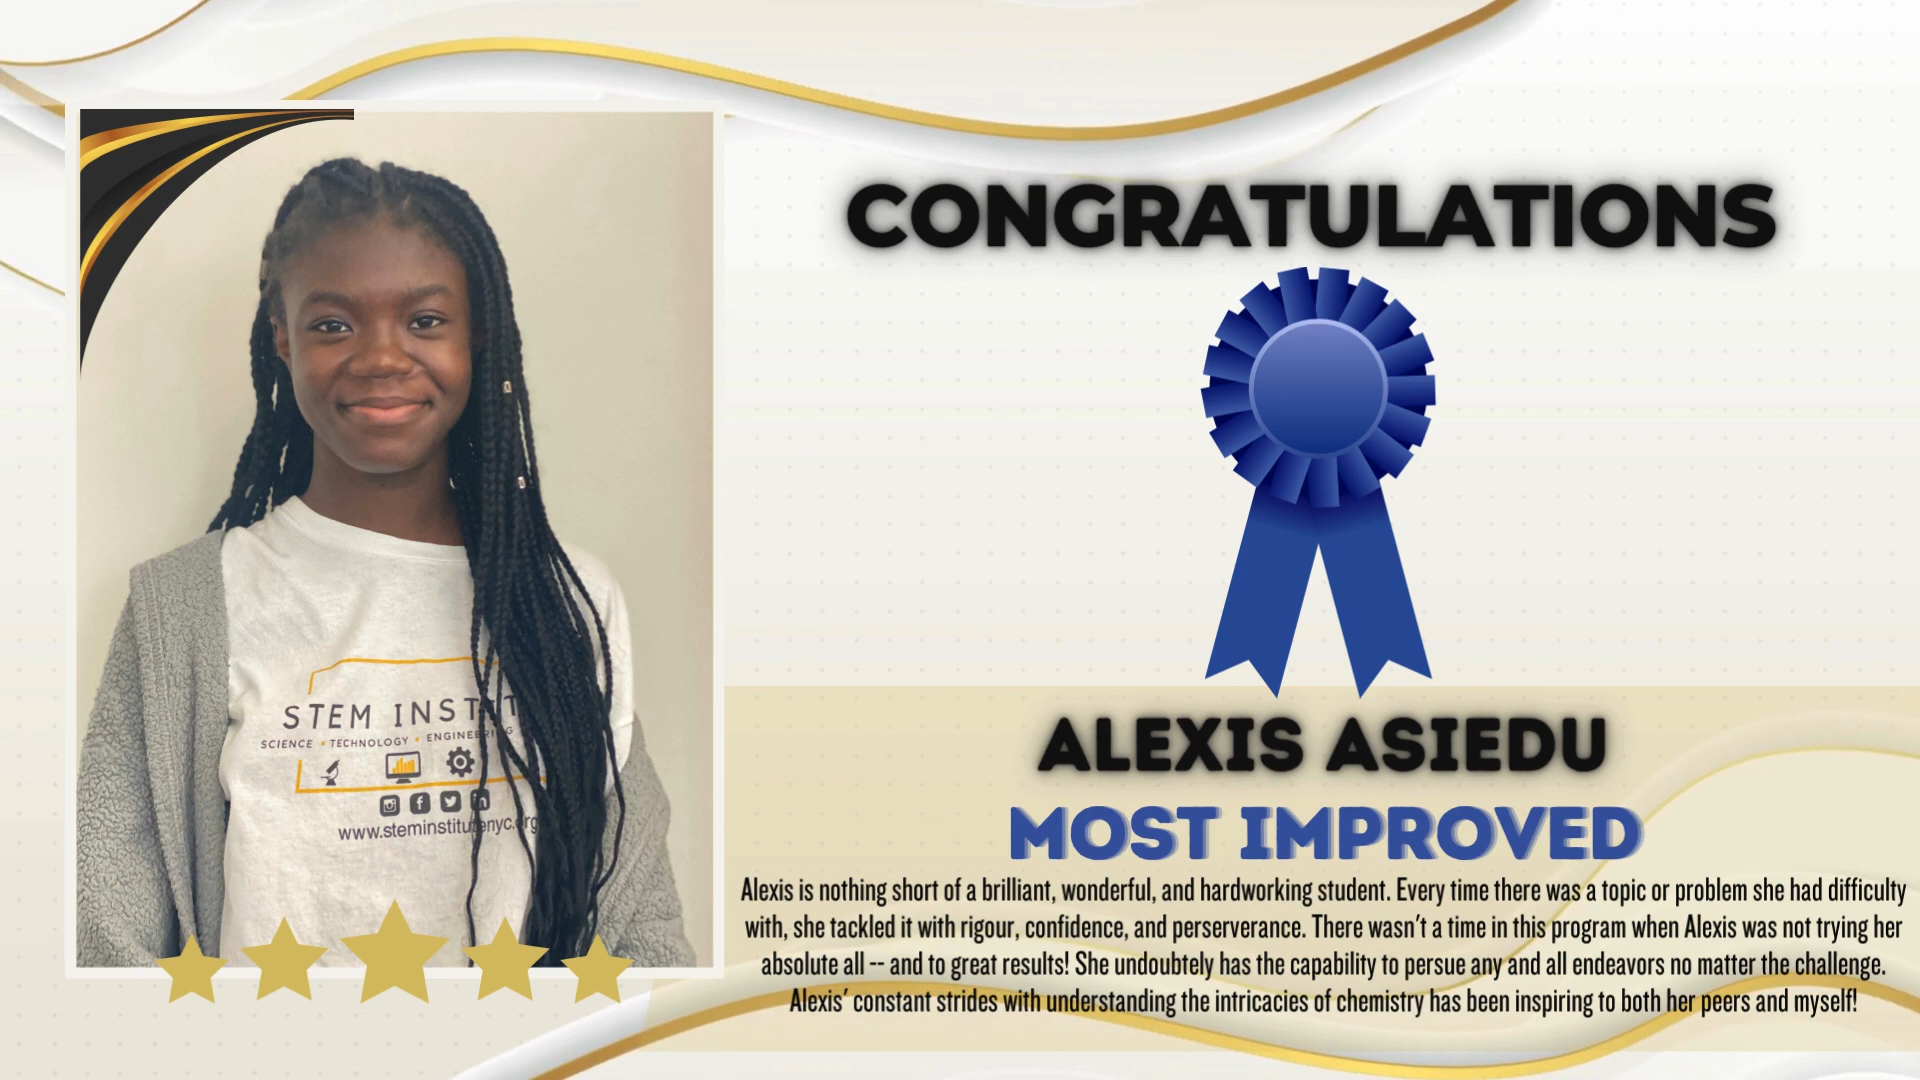 CONGRATULATIONS
ALEXIS ASIEDU
MOST IMPROVED
Alexis is nothing short of a brilliant, wonderful, and hardworking student. Every time there was a topic or problem she had difficulty
with, she tackled it with rigour, confidence, and perserverance. There wasn't a time in this program when Alexis was not trying her
absolute all -- and to great results! She undoubtely has the capability to persue any and all endeavors no matter the challenge.
Alexis' constant strides with understanding the intricacies of chemistry has been inspiring to both her peers and myself!
STEM
SCIENCE • TECHNOLOGY • ENGINEERING
www.steminstitutenyc.org